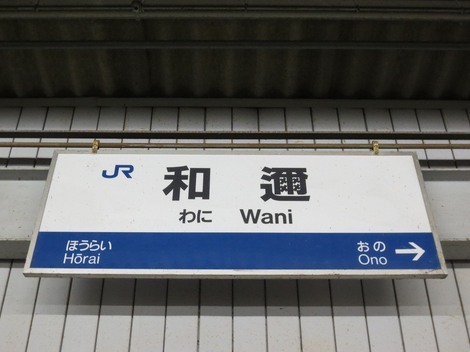 JR
和邇
わに Wani
ほうらい
Hōrai
おの
Ono →